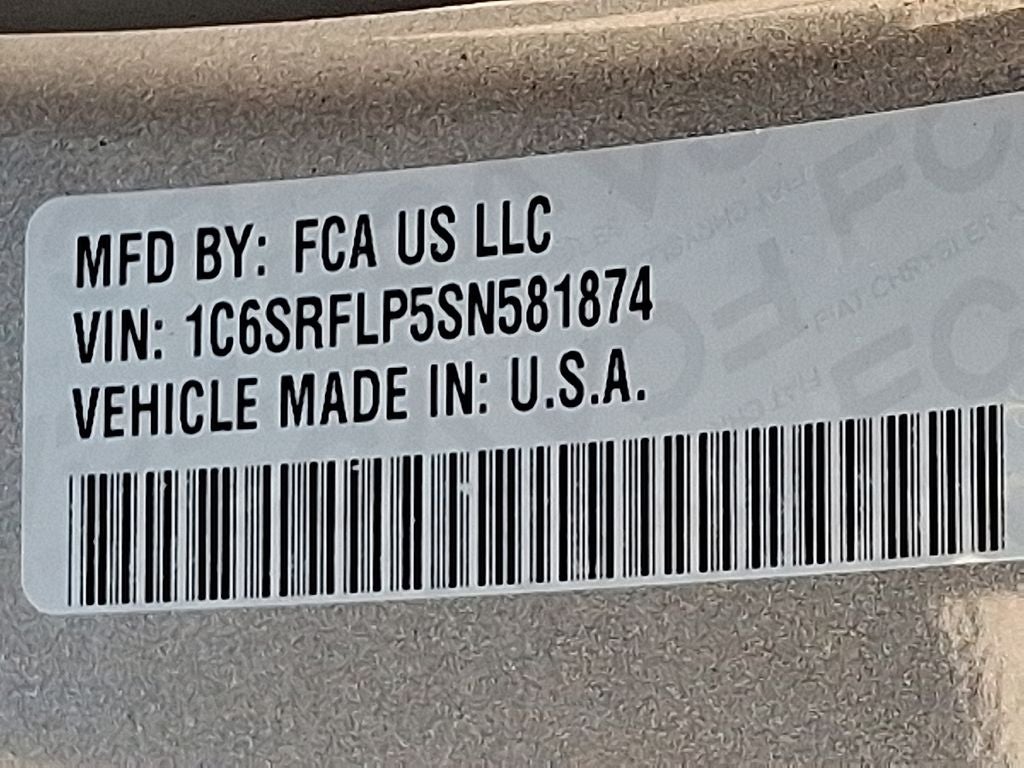 MFD BY: FCA US LLC
VIN: 1C6SRFLP5SN581874
VEHICLE MADE IN: U.S.A.